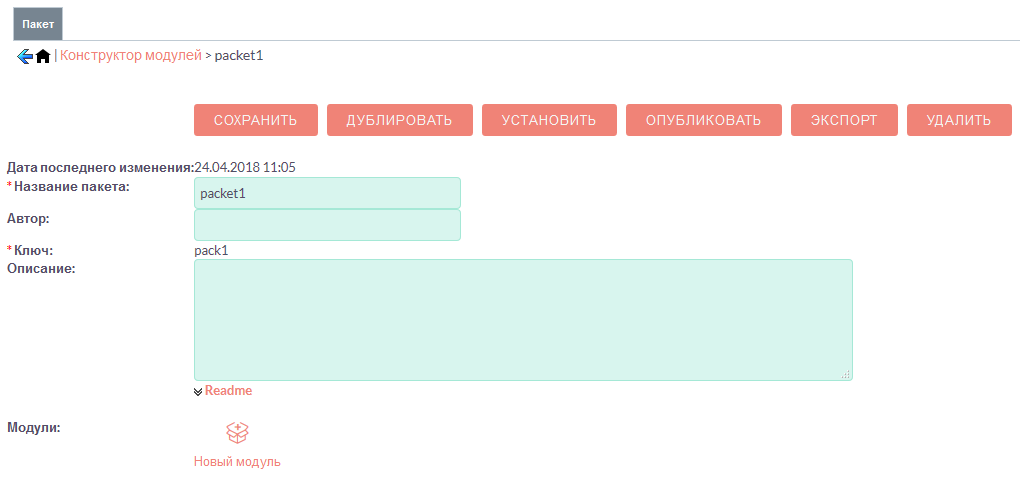 Пакет
| Конструктор модулей > packet1
СОХРАНИТЬ ДУБЛИРОВАТЬ УСТАНОВИТЬ ОПУБЛИКОВАТЬ ЭКСПОРТ УДАЛИТЬ
Дата последнего изменения: 24.04.2018 11:05
* Название пакета: packet1
Автор:
* Ключ: pack1
Описание:
Readme
Модули:
Новый модуль